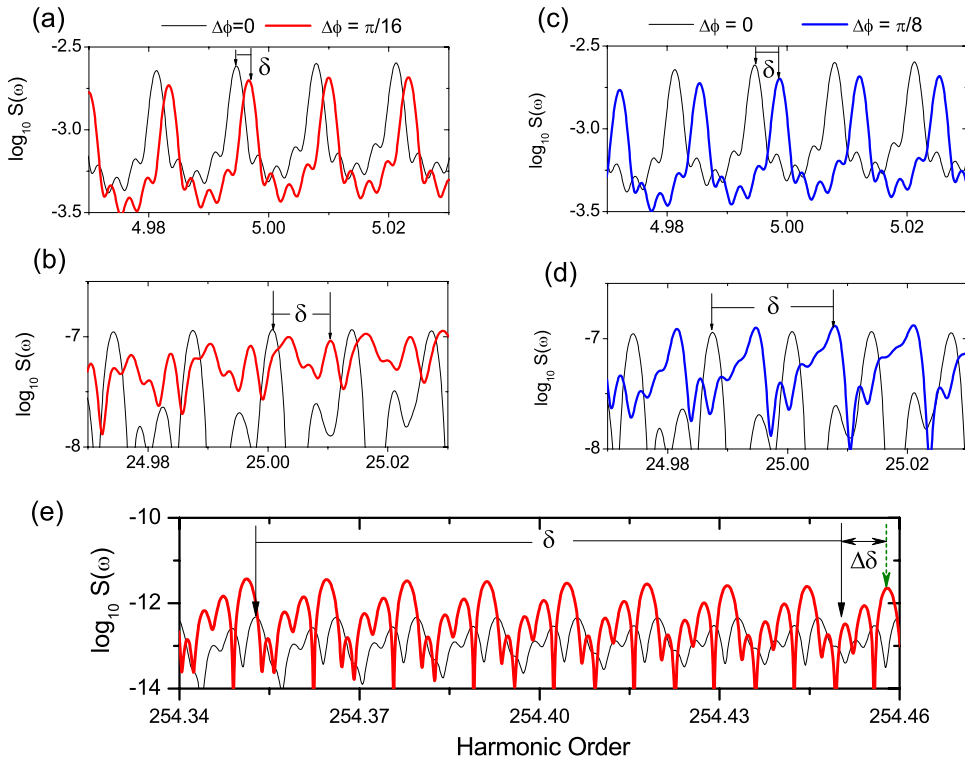 (a)
Δϕ=0
Δϕ = π/16
-2.5
-3.0
-3.5
log₁₀ S(ω)
δ
4.98
5.00
5.02
(c)
Δϕ = 0
Δϕ = π/8
-2.5
-3.0
-3.5
log₁₀ S(ω)
δ
4.98
5.00
5.02
(b)
-7
-8
log₁₀ S(ω)
δ
24.98
25.00
25.02
(d)
-7
-8
log₁₀ S(ω)
δ
24.98
25.00
25.02
(e)
-10
-12
-14
log₁₀ S(ω)
δ
Δδ
254.34
254.37
254.40
254.43
254.46
Harmonic Order